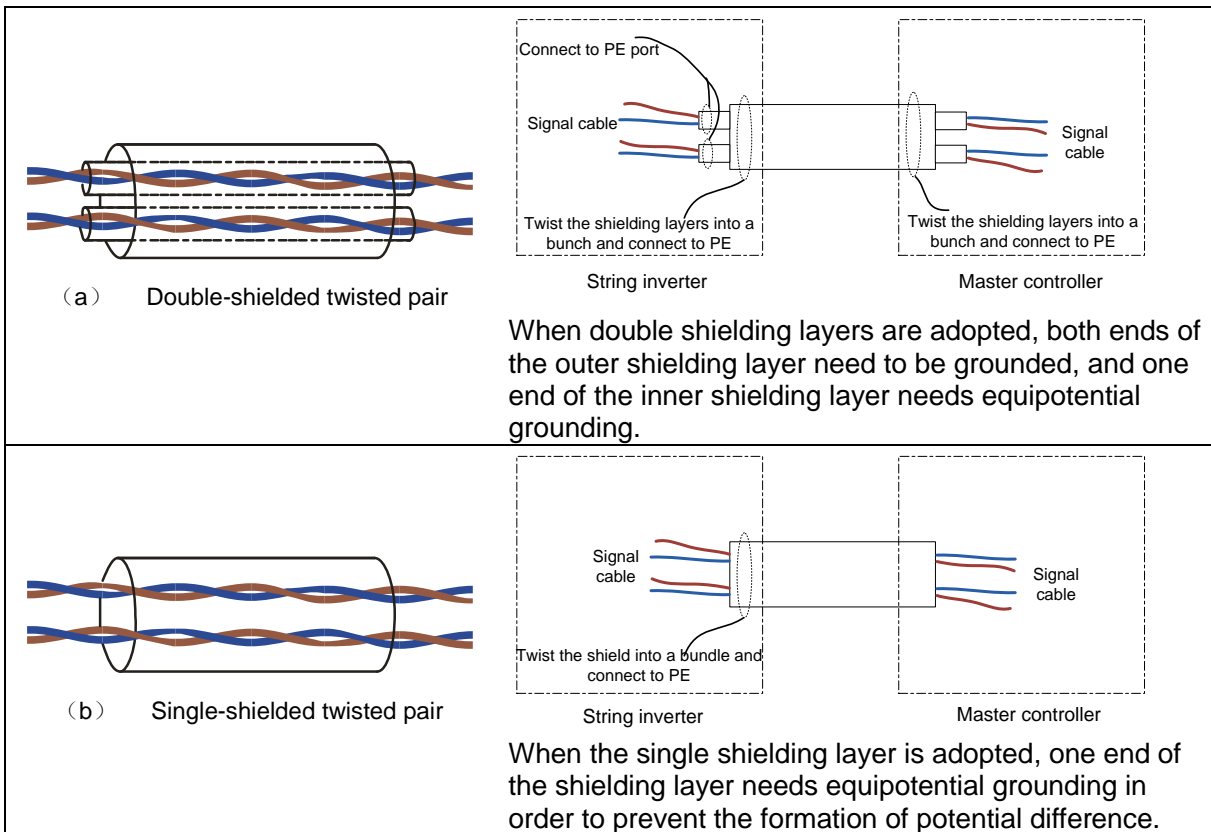 Connect to PE port
Signal cable
Signal
cable
Twist the shielding layers into a
bunch and connect to PE
Twist the shielding layers into a
bunch and connect to PE
String inverter
Master controller
（a） Double-shielded twisted pair
When double shielding layers are adopted, both ends of
the outer shielding layer need to be grounded, and one
end of the inner shielding layer needs equipotential
grounding.
Signal
cable
Signal
cable
Twist the shield into a bundle and
connect to PE
String inverter
Master controller
（b） Single-shielded twisted pair
When the single shielding layer is adopted, one end of
the shielding layer needs equipotential grounding in
order to prevent the formation of potential difference.